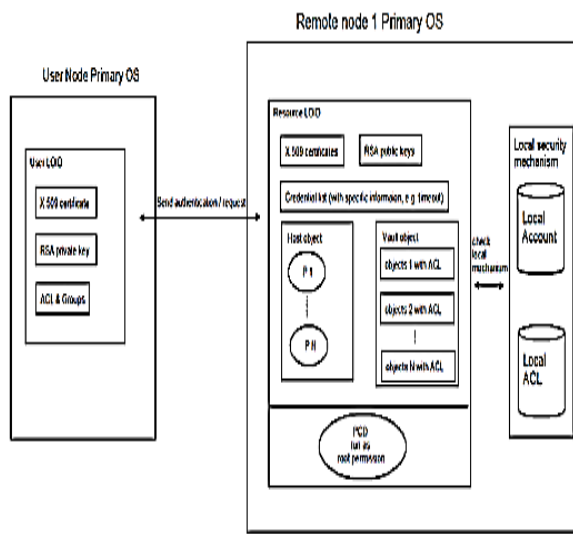 Remote node 1 Primary OS
User Node Primary OS
User LOID
X 509 certificate
RSA private key
ACL & Groups
Send authentication / request
Resource LOID
X 509 certificates
RSA public keys
Credential list (with specific information, e.g. timeout)
Host object
P 1
P N
Vault object
objects 1 with ACL
objects 2 with ACL
objects N with ACL
PCD
run as
root permission
check
local
mechanism
Local security
mechanism
Local
Account
Local
ACL